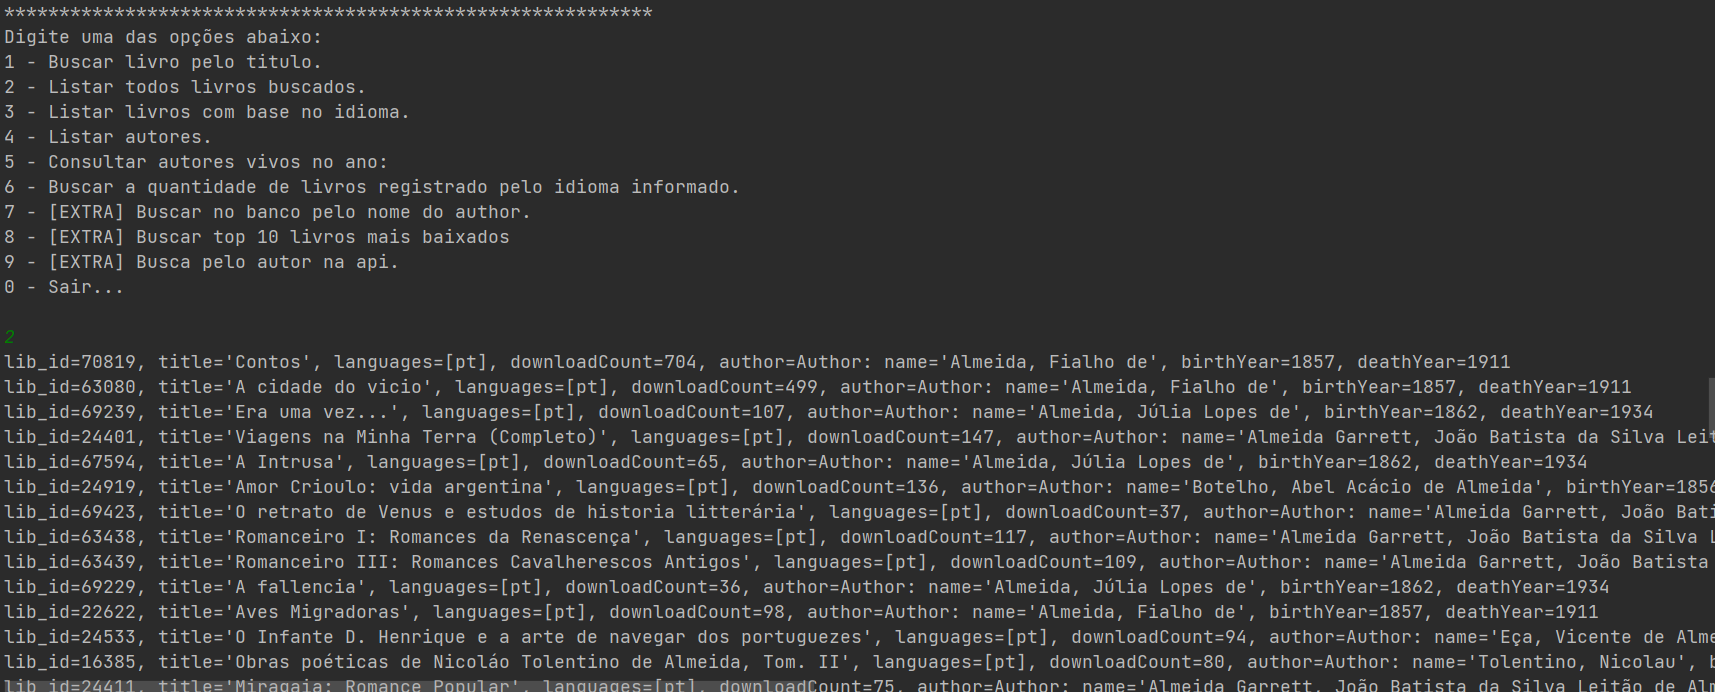 ***********************************************************
Digite uma das opções abaixo:
1 - Buscar livro pelo titulo.
2 - Listar todos livros buscados.
3 - Listar livros com base no idioma.
4 - Listar autores.
5 - Consultar autores vivos no ano:
6 - Buscar a quantidade de livros registrado pelo idioma informado.
7 - [EXTRA] Buscar no banco pelo nome do author.
8 - [EXTRA] Buscar top 10 livros mais baixados
9 - [EXTRA] Busca pelo autor na api.
0 - Sair...
2
lib_id=70819, title='Contos', languages=[pt], downloadCount=704, author=Author: name='Almeida, Fialho de', birthYear=1857, deathYear=1911
lib_id=63080, title='A cidade do vicio', languages=[pt], downloadCount=499, author=Author: name='Almeida, Fialho de', birthYear=1857, deathYear=1911
lib_id=69239, title='Era uma vez...', languages=[pt], downloadCount=107, author=Author: name='Almeida, Júlia Lopes de', birthYear=1862, deathYear=1934
lib_id=24401, title='Viagens na Minha Terra (Completo)', languages=[pt], downloadCount=147, author=Author: name='Almeida Garrett, João Batista da Silva Leit
lib_id=67594, title='A Intrusa', languages=[pt], downloadCount=65, author=Author: name='Almeida, Júlia Lopes de', birthYear=1862, deathYear=1934
lib_id=24919, title='Amor Crioulo: vida argentina', languages=[pt], downloadCount=136, author=Author: name='Botelho, Abel Acácio de Almeida', birthYear=1856
lib_id=69423, title='O retrato de Venus e estudos de historia litterária', languages=[pt], downloadCount=37, author=Author: name='Almeida Garrett, João Bati
lib_id=63438, title='Romanceiro I: Romances da Renascença', languages=[pt], downloadCount=117, author=Author: name='Almeida Garrett, João Batista da Silva L
lib_id=63439, title='Romanceiro III: Romances Cavalherescos Antigos', languages=[pt], downloadCount=109, author=Author: name='Almeida Garrett, João Batista
lib_id=69229, title='A fallencia', languages=[pt], downloadCount=36, author=Author: name='Almeida, Júlia Lopes de', birthYear=1862, deathYear=1934
lib_id=22622, title='Aves Migradoras', languages=[pt], downloadCount=98, author=Author: name='Almeida, Fialho de', birthYear=1857, deathYear=1911
lib_id=24533, title='O Infante D. Henrique e a arte de navegar dos portuguezes', languages=[pt], downloadCount=94, author=Author: name='Eça, Vicente de Alme
lib_id=16385, title='Obras poéticas de Nicoláo Tolentino de Almeida, Tom. II', languages=[pt], downloadCount=80, author=Author: name='Tolentino, Nicolau', b
lib_id=24411, title='Miragaia: Romance Popular', languages=[pt], downloadCount=75, author=Author: name='Almeida Garrett, João Batista da Silva Leitão de Alm